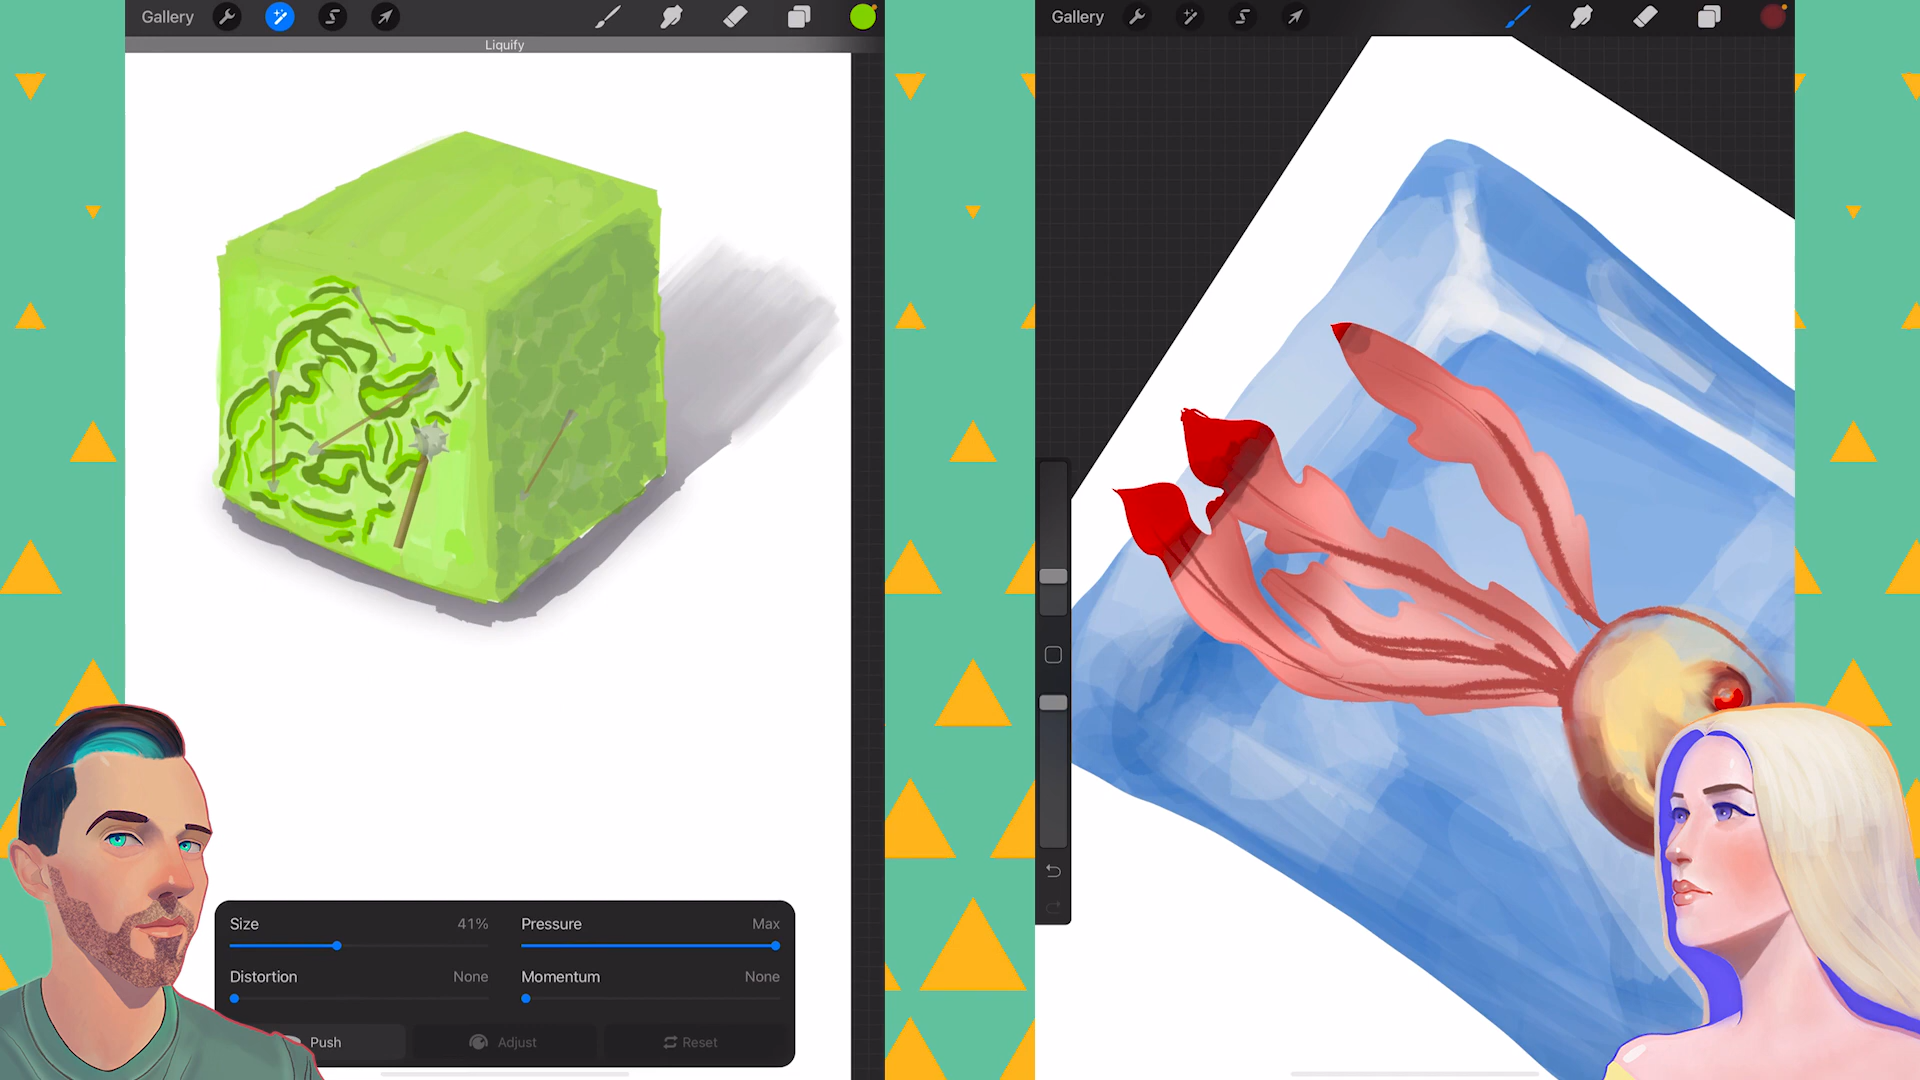 Gallery
Liquify
Size 41%
Pressure Max
Distortion None
Momentum None
Push
Adjust
Reset
Gallery